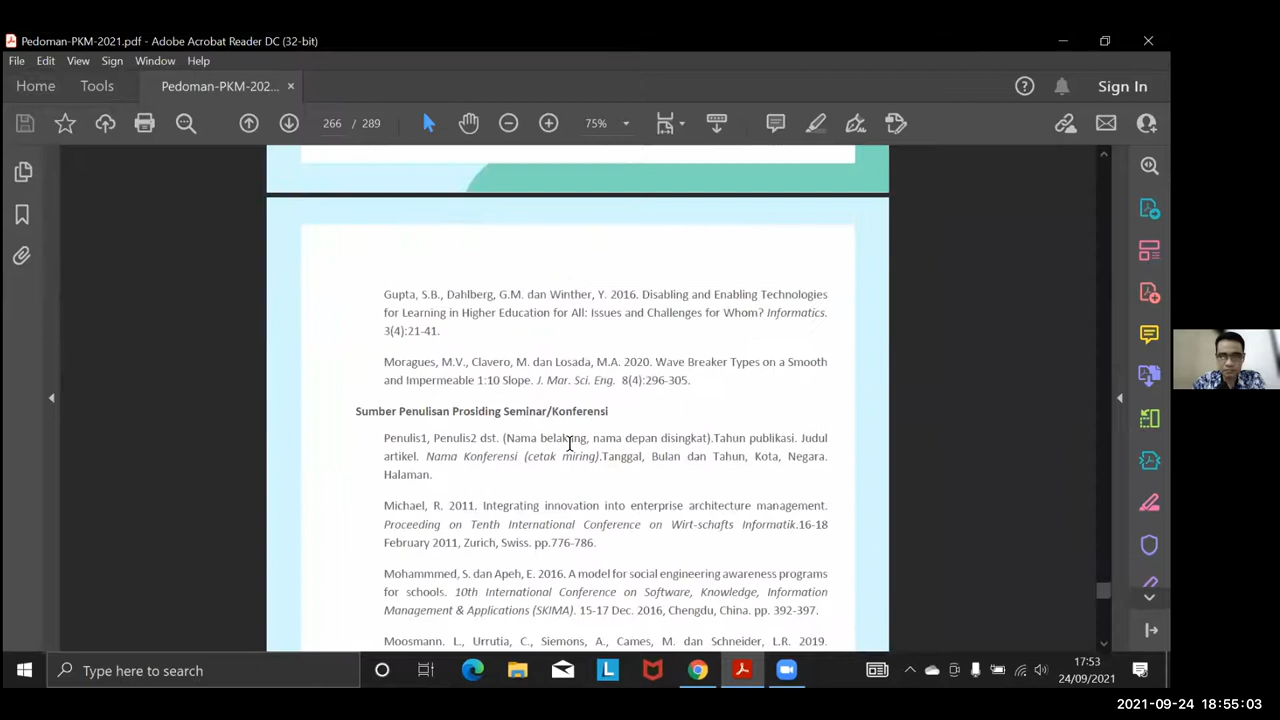 Pedoman-PKM-2021.pdf - Adobe Acrobat Reader DC (32-bit)
File Edit View Sign Window Help
Home Tools Pedoman-PKM-202... × Sign In
266 / 289 75%
Gupta, S.B., Dahlberg, G.M. dan Winther, Y. 2016. Disabling and Enabling Technologies
for Learning in Higher Education for All: Issues and Challenges for Whom? Informatics.
3(4):21-41.
Moragues, M.V., Clavero, M. dan Losada, M.A. 2020. Wave Breaker Types on a Smooth
and Impermeable 1:10 Slope. J. Mar. Sci. Eng. 8(4):296-305.
Sumber Penulisan Prosiding Seminar/Konferensi
Penulis1, Penulis2 dst. (Nama belakang, nama depan disingkat).Tahun publikasi. Judul
artikel. Nama Konferensi (cetak miring).Tanggal, Bulan dan Tahun, Kota, Negara.
Halaman.
Michael, R. 2011. Integrating innovation into enterprise architecture management.
Proceeding on Tenth International Conference on Wirt-schafts Informatik.16-18
February 2011, Zurich, Swiss. pp.776-786.
Mohammmed, S. dan Apeh, E. 2016. A model for social engineering awareness programs
for schools. 10th International Conference on Software, Knowledge, Information
Management & Applications (SKIMA). 15-17 Dec. 2016, Chengdu, China. pp. 392-397.
Moosmann. L., Urrutia, C., Siemons, A., Cames, M. dan Schneider, L.R. 2019.
Type here to search
17:53
24/09/2021
2021-09-24 18:55:03